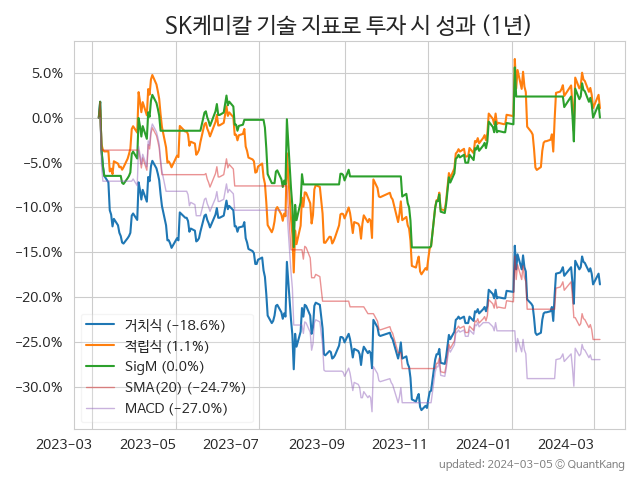 SK케미칼 기술 지표로 투자 시 성과 (1년)
5.0%
0.0%
−5.0%
−10.0%
−15.0%
−20.0%
−25.0%
−30.0%
거치식 (−18.6%)
적립식 (1.1%)
SigM (0.0%)
SMA(20) (−24.7%)
MACD (−27.0%)
2023-03 2023-05 2023-07 2023-09 2023-11 2024-01 2024-03
updated: 2024-03-05 ⓒ QuantKang